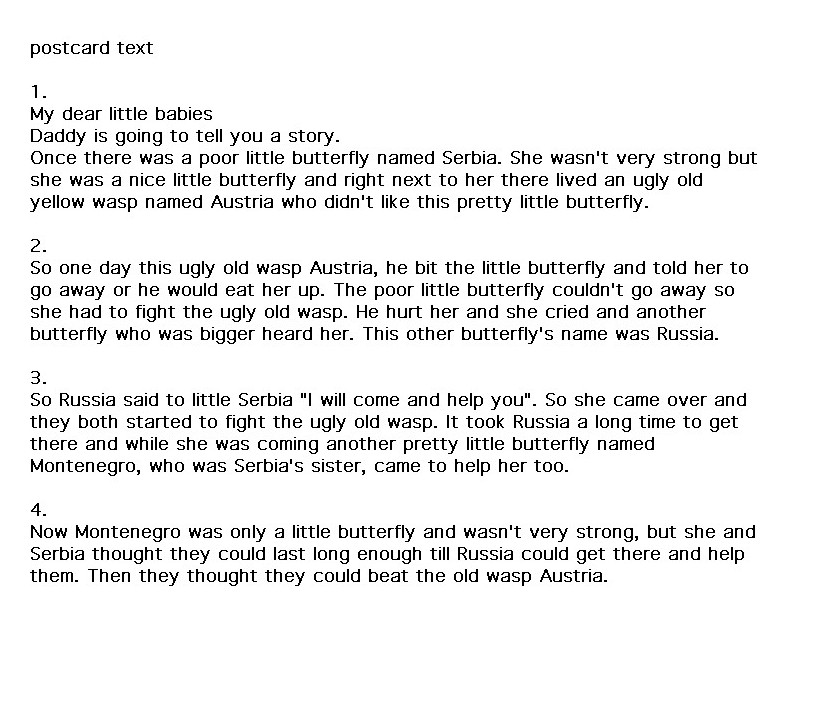 postcard text
1.
My dear little babies
Daddy is going to tell you a story.
Once there was a poor little butterfly named Serbia. She wasn't very strong but
she was a nice little butterfly and right next to her there lived an ugly old
yellow wasp named Austria who didn't like this pretty little butterfly.
2.
So one day this ugly old wasp Austria, he bit the little butterfly and told her to
go away or he would eat her up. The poor little butterfly couldn't go away so
she had to fight the ugly old wasp. He hurt her and she cried and another
butterfly who was bigger heard her. This other butterfly's name was Russia.
3.
So Russia said to little Serbia "I will come and help you". So she came over and
they both started to fight the ugly old wasp. It took Russia a long time to get
there and while she was coming another pretty little butterfly named
Montenegro, who was Serbia's sister, came to help her too.
4.
Now Montenegro was only a little butterfly and wasn't very strong, but she and
Serbia thought they could last long enough till Russia could get there and help
them. Then they thought they could beat the old wasp Austria.